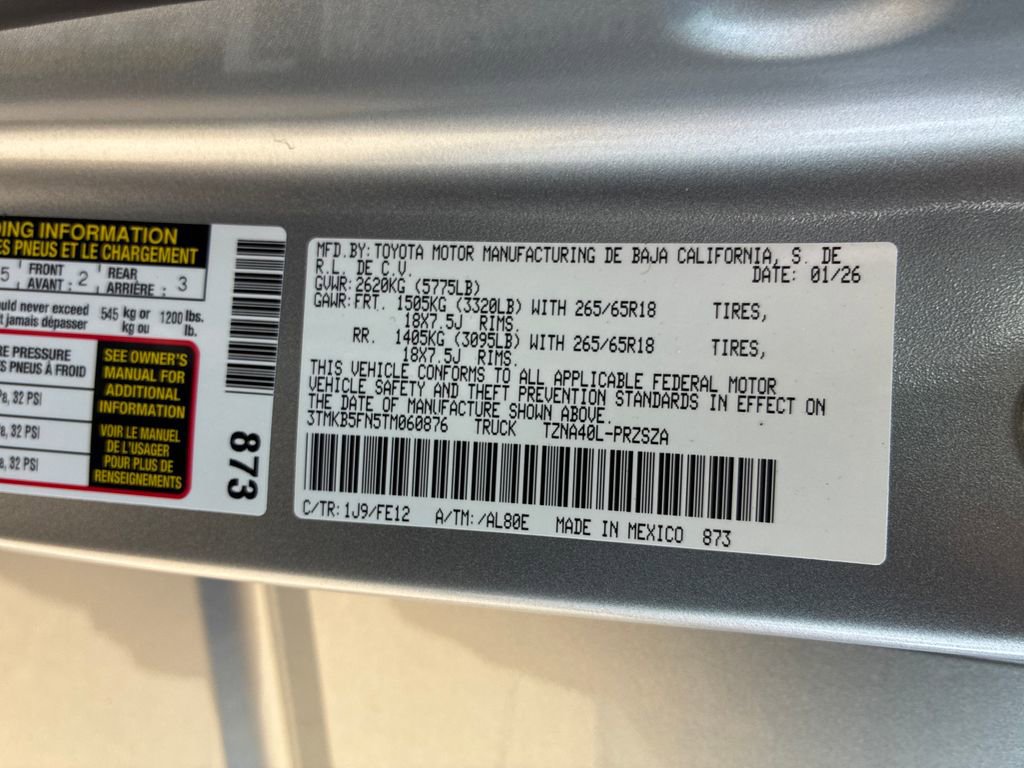 DING INFORMATION
ES PNEUS ET LE CHARGEMENT
5 FRONT AVANT : 2 REAR ARRIÈRE : 3
ould never exceed 545 kg or 1200 lbs.
t jamais dépasser kg ou lb.
RE PRESSURE
S PNEUS À FROID
Pa, 32 PSI
a, 32 PSI
a, 32 PSI
SEE OWNER'S
MANUAL FOR
ADDITIONAL
INFORMATION
VOIR LE MANUEL
DE L'USAGER
POUR PLUS DE
RENSEIGNEMENTS
873
MFD.BY:TOYOTA MOTOR MANUFACTURING DE BAJA CALIFORNIA, S. DE
R.L. DE C.V. DATE: 01/26
GVWR:2620KG (5775LB)
GAWR:FRT. 1505KG (3320LB) WITH 265/65R18 TIRES,
18X7.5J RIMS.
RR. 1405KG (3095LB) WITH 265/65R18 TIRES,
18X7.5J RIMS.
THIS VEHICLE CONFORMS TO ALL APPLICABLE FEDERAL MOTOR
VEHICLE SAFETY AND THEFT PREVENTION STANDARDS IN EFFECT ON
THE DATE OF MANUFACTURE SHOWN ABOVE.
3TMKB5FN5TM060876 TRUCK TZNA40L-PRZSZA
C/TR:1J9/FE12 A/TM:/AL80E MADE IN MEXICO 873